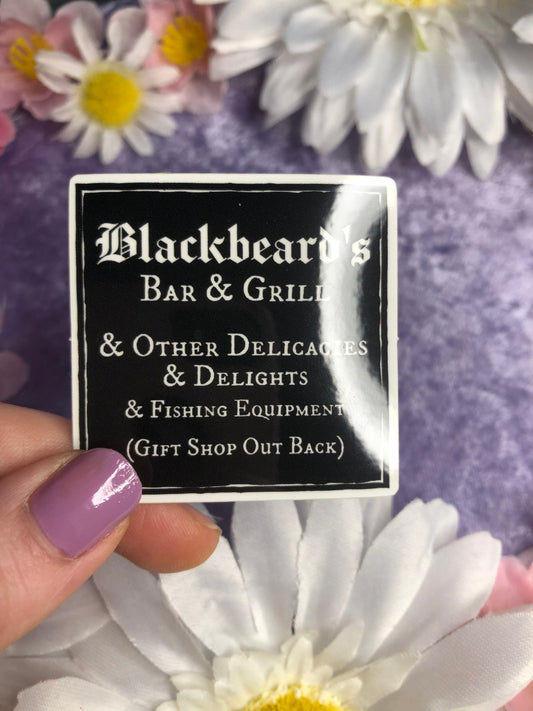 Blackbeard's
Bar & Grill
& Other Delicacies
& Delights
& Fishing Equipment
(Gift Shop Out Back)